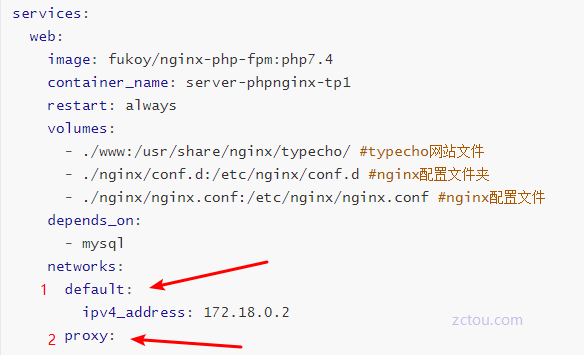 services:
web:
image: fukoy/nginx-php-fpm:php7.4
container_name: server-phpnginx-tp1
restart: always
volumes:
- ./www:/usr/share/nginx/typecho/ #typecho网站文件
- ./nginx/conf.d:/etc/nginx/conf.d #nginx配置文件夹
- ./nginx/nginx.conf:/etc/nginx/nginx.conf #nginx配置文件
depends_on:
- mysql
networks:
1 default:
ipv4_address: 172.18.0.2
zctou.com
2 proxy: